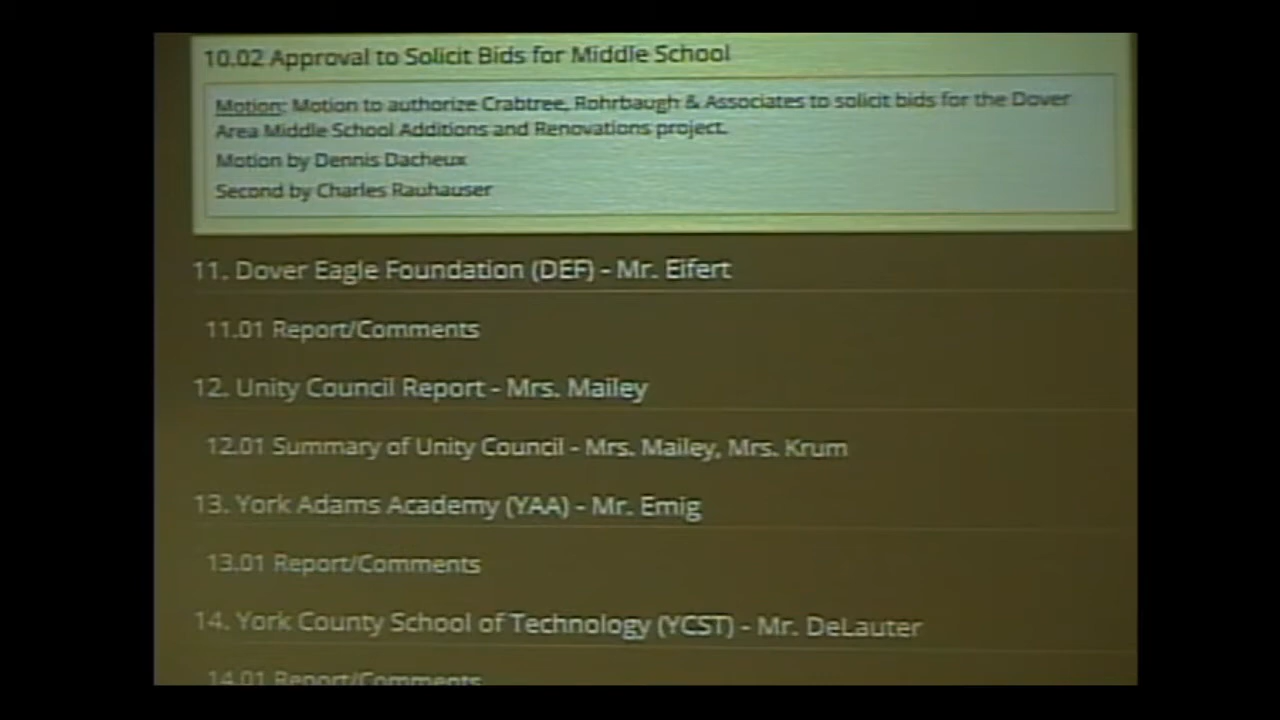 10.02 Approval to Solicit Bids for Middle School
Motion: Motion to authorize Crabtree, Rohrbaugh & Associates to solicit bids for the Dover
Area Middle School Additions and Renovations project.
Motion by Dennis Dacheux
Second by Charles Rauhauser
11. Dover Eagle Foundation (DEF) - Mr. Eifert
11.01 Report/Comments
12. Unity Council Report - Mrs. Mailey
12.01 Summary of Unity Council - Mrs. Mailey, Mrs. Krum
13. York Adams Academy (YAA) - Mr. Emig
13.01 Report/Comments
14. York County School of Technology (YCST) - Mr. DeLauter
14.01 Report/Comments